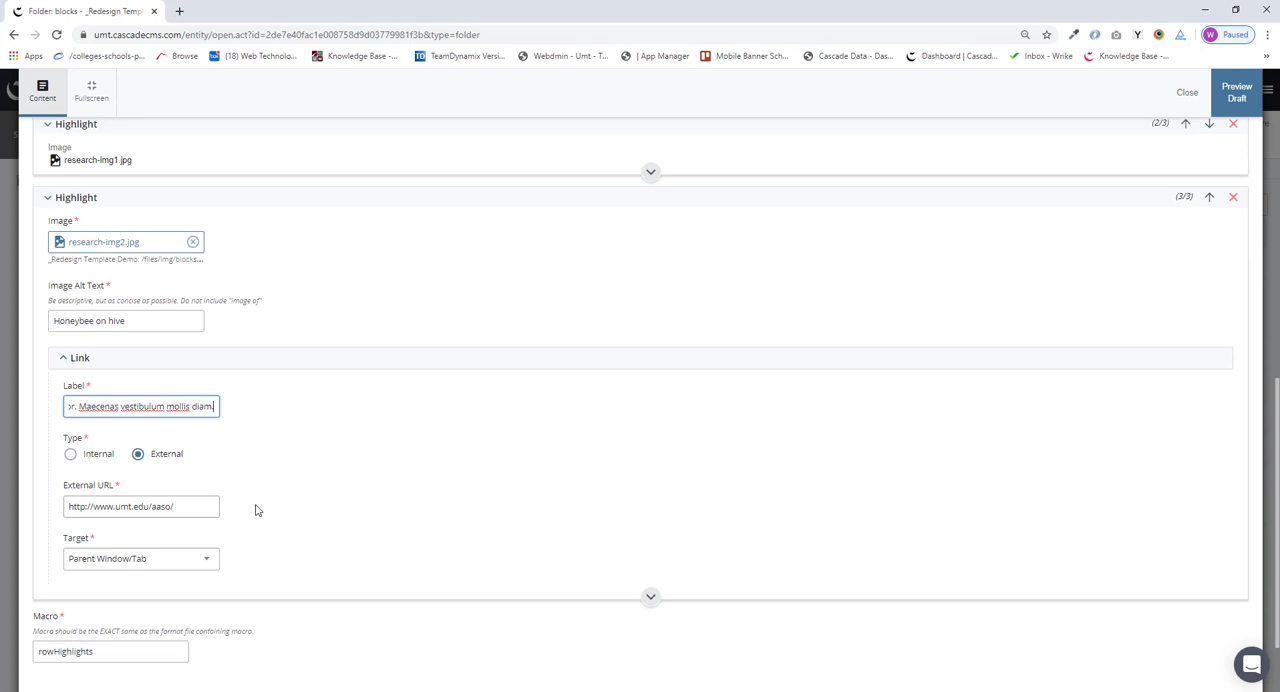 Folder: blocks - _Redesign Templ
umt.cascadecms.com/entity/open.act?id=2de7e40fac1e008758d9d03779981f3b&type=folder
W Paused
Apps /colleges-schools-p... Browse (18) Web Technolo... Knowledge Base -... TD TeamDynamix Versi... Webdmin - Umt - T... | App Manager Mobile Banner Sch... Cascade Data - Das... Dashboard | Cascad... Inbox - Wrike Knowledge Base -... »
Content
Fullscreen
Close
Preview
Draft
Highlight (2/3)
Image
research-img1.jpg
Highlight (3/3)
Image *
research-img2.jpg
_Redesign Template Demo: /files/img/blocks...
Image Alt Text *
Be descriptive, but as concise as possible. Do not include "image of"
Honeybee on hive
Link
Label *
or. Maecenas vestibulum mollis diam.
Type *
Internal External
External URL *
http://www.umt.edu/aaso/
Target *
Parent Window/Tab
Macro *
Macro should be the EXACT same as the format file containing macro.
rowHighlights